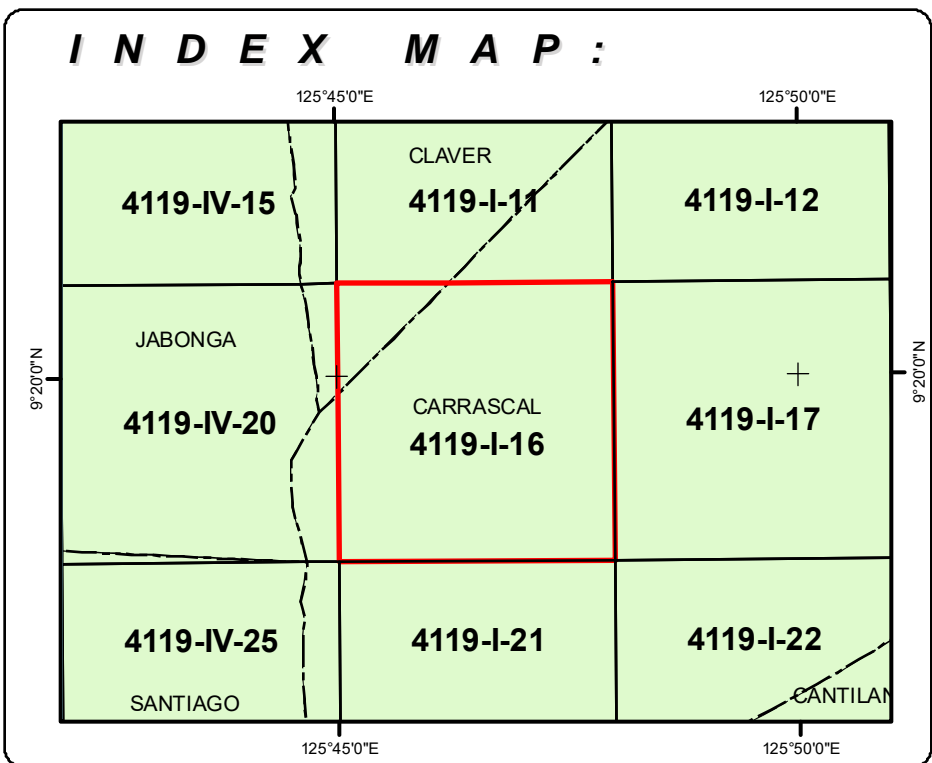 INDEX MAP:
125°45'0"E
125°50'0"E
CLAVER
4119-IV-15
4119-I-11
4119-I-12
JABONGA
9°20'0"N
9°20'0"N
CARRASCAL
4119-IV-20
4119-I-16
4119-I-17
4119-IV-25
4119-I-21
4119-I-22
SANTIAGO
CANTILAN
125°45'0"E
125°50'0"E